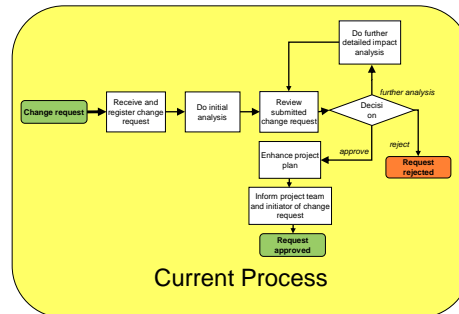 Do further
detailed impact
analysis
further analysis
Change request
Receive and
register change
request
Do initial
analysis
Review
submitted
change request
Decisi
on
approve
reject
Enhance project
plan
Request
rejected
Inform project team
and initiator of change
request
Request
approved
Current Process